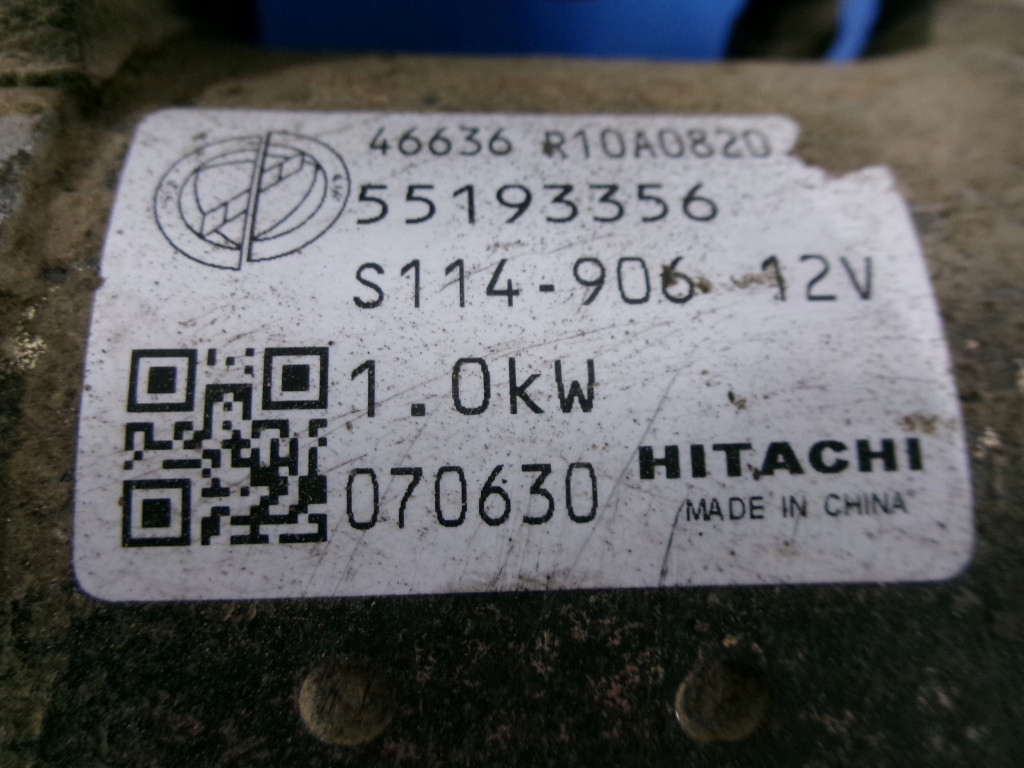 46636 R10A0820
55193356
S114-906 12V
1.0kW
070630
HITACHI
MADE IN CHINA